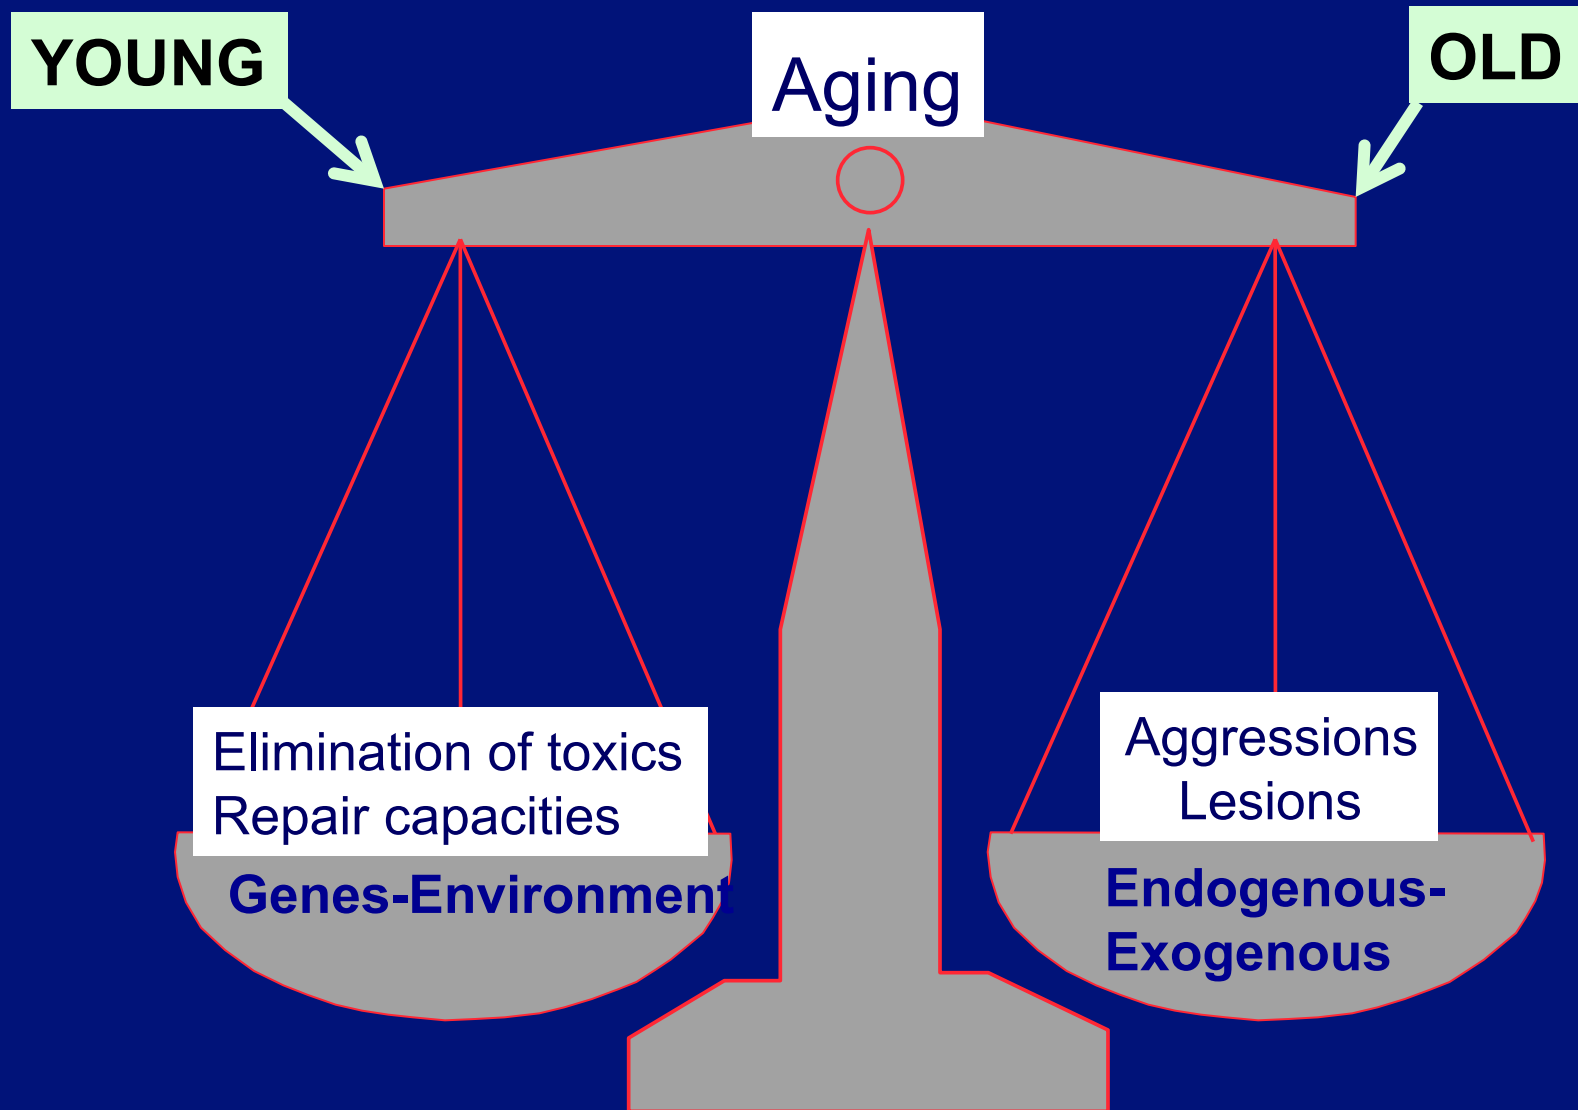 YOUNG
Aging
OLD
Elimination of toxics
Repair capacities
Genes-Environment
Aggressions
Lesions
Endogenous-
Exogenous